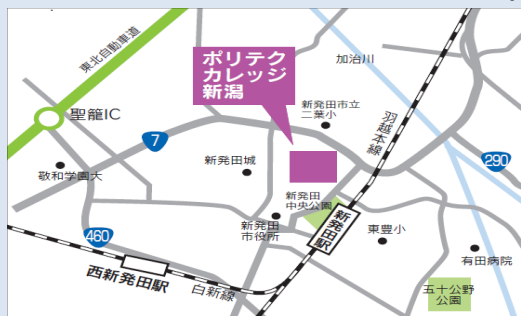 東北自動車道
ポリテク
カレッジ
新潟
加治川
聖籠IC
新発田市立
二葉小
羽越本線
7
290
敬和学園大
新発田城
新発田
中央公園
新発田
市役所
新発田駅
460
東豊小
有田病院
西新発田駅
白新線
五十公野
公園